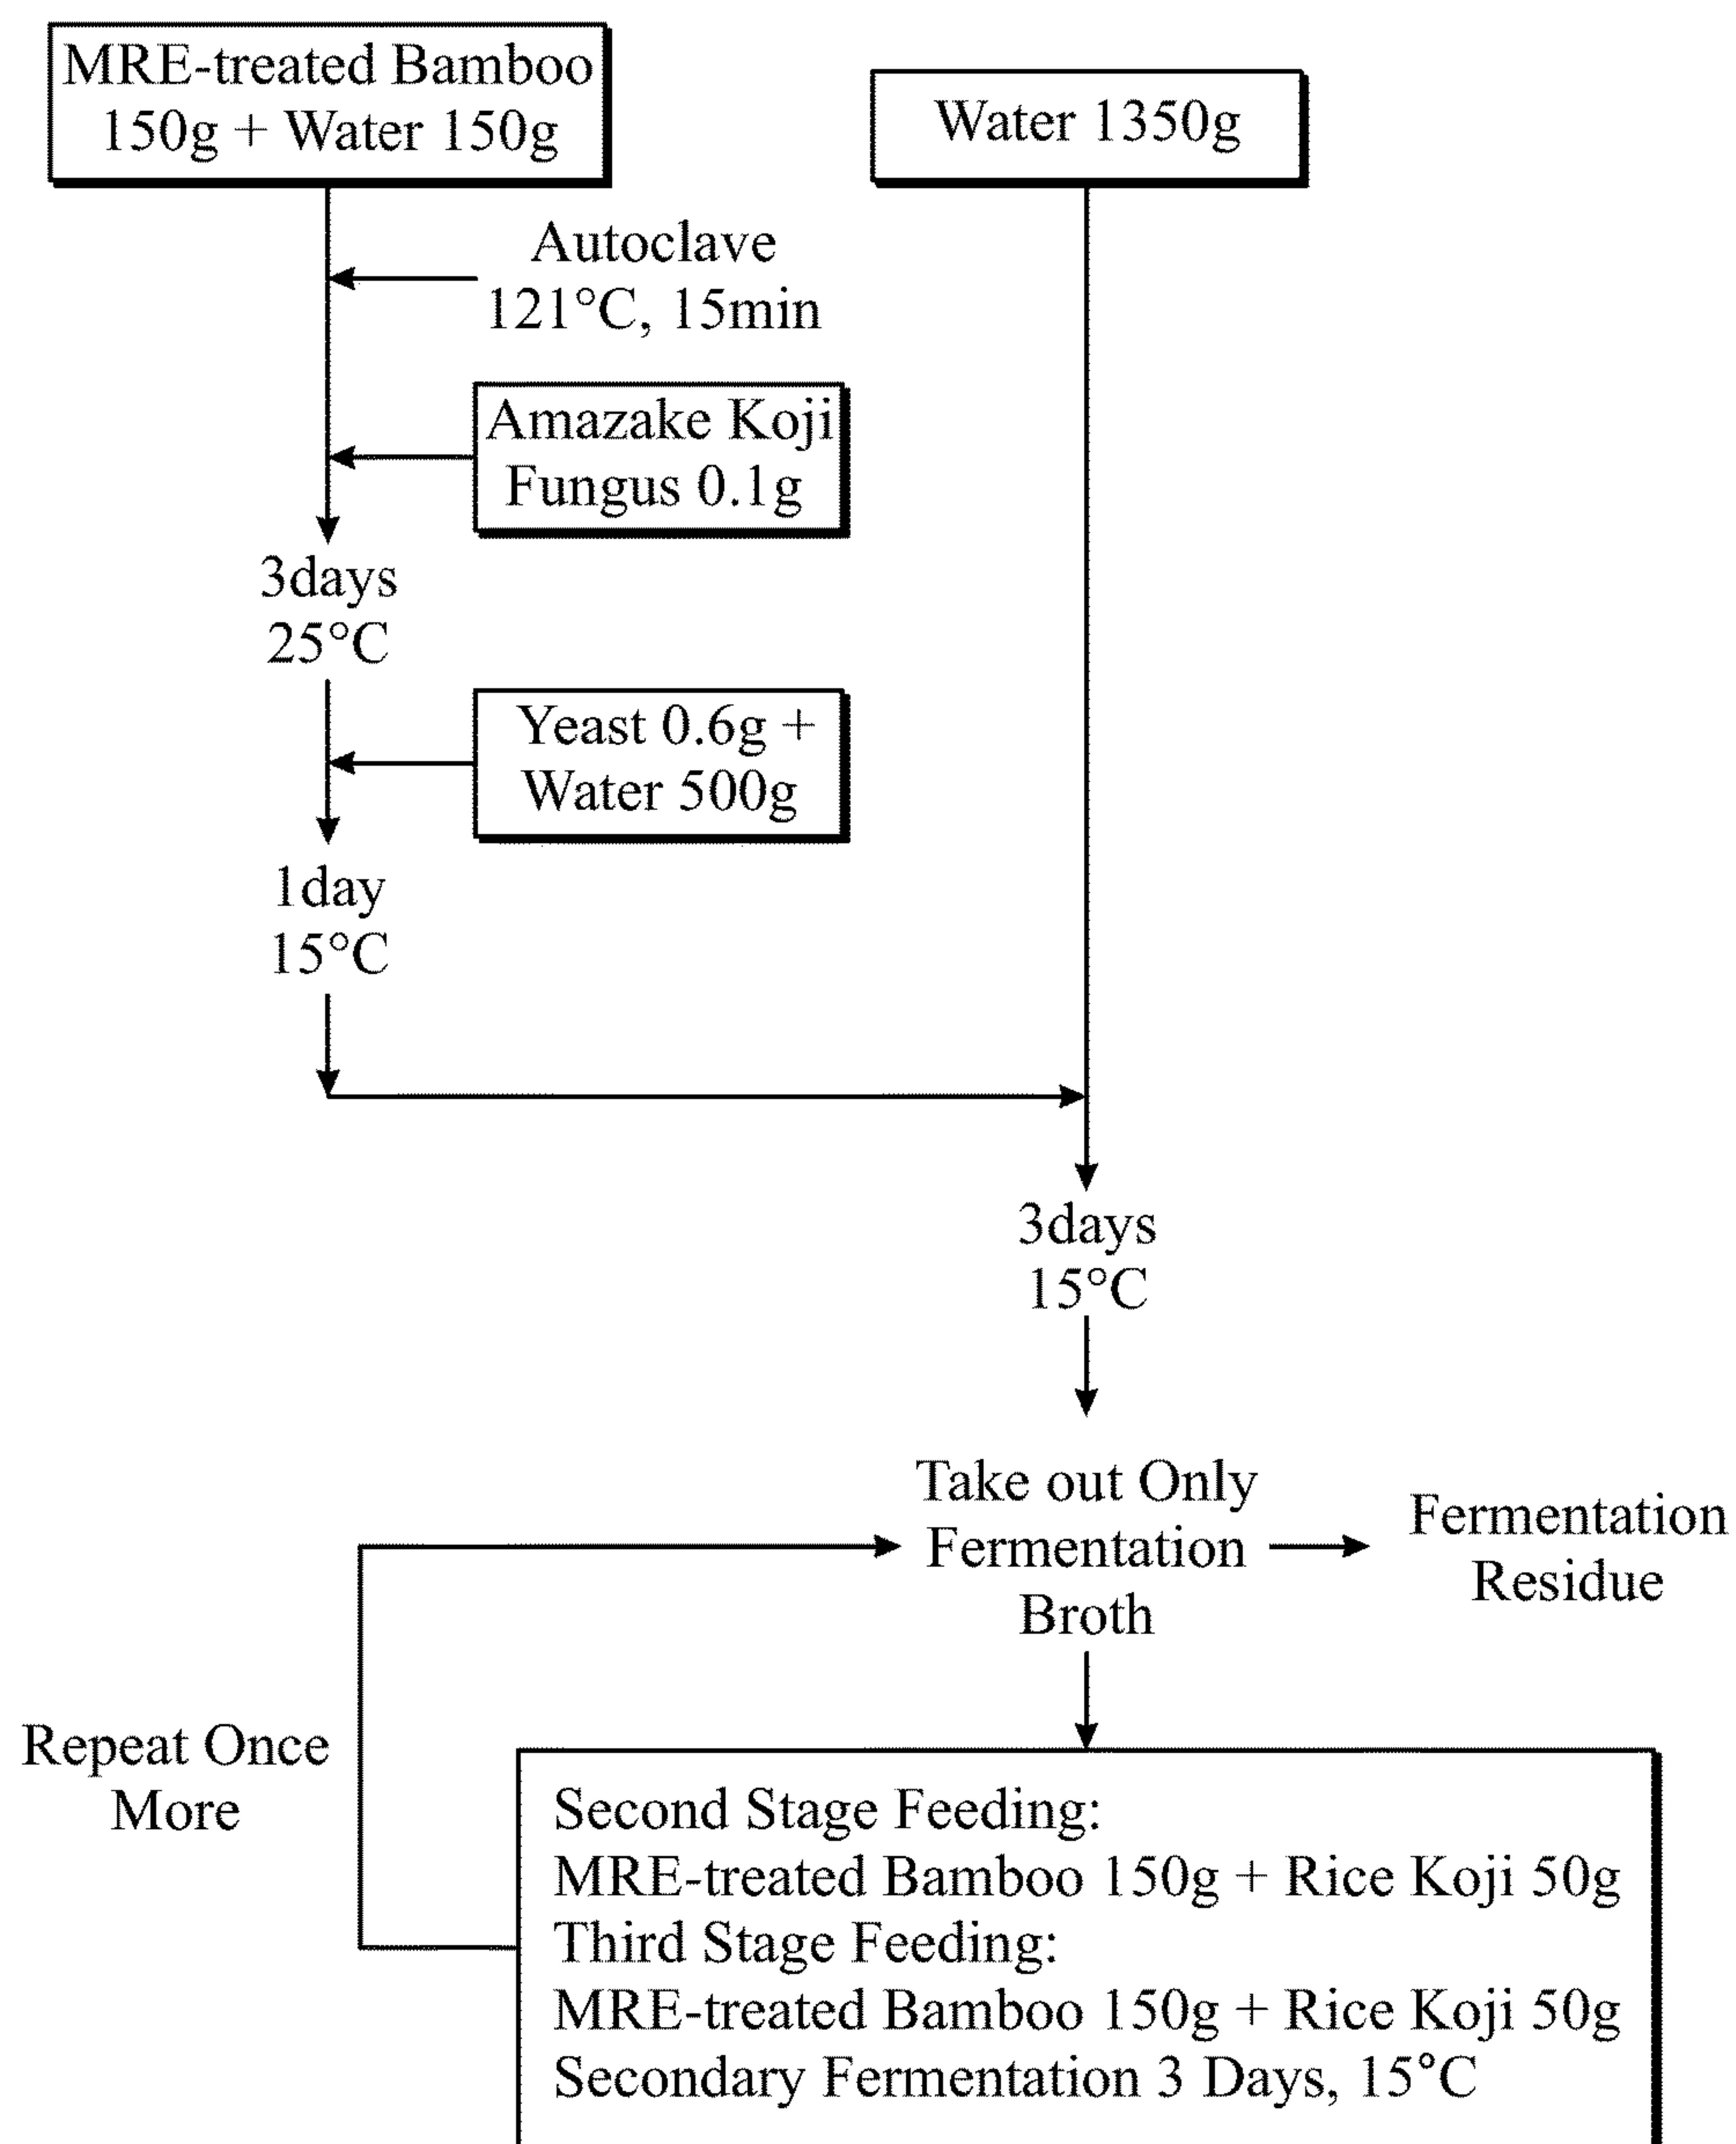 MRE-treated Bamboo
150g + Water 150g
Water 1350g
Autoclave
121°C, 15min
Amazake Koji
Fungus 0.1g
3days
25°C
Yeast 0.6g +
Water 500g
1day
15°C
3days
15°C
Take out Only
Fermentation
Broth
Fermentation
Residue
Repeat Once
More
Second Stage Feeding:
MRE-treated Bamboo 150g + Rice Koji 50g
Third Stage Feeding:
MRE-treated Bamboo 150g + Rice Koji 50g
Secondary Fermentation 3 Days, 15°C